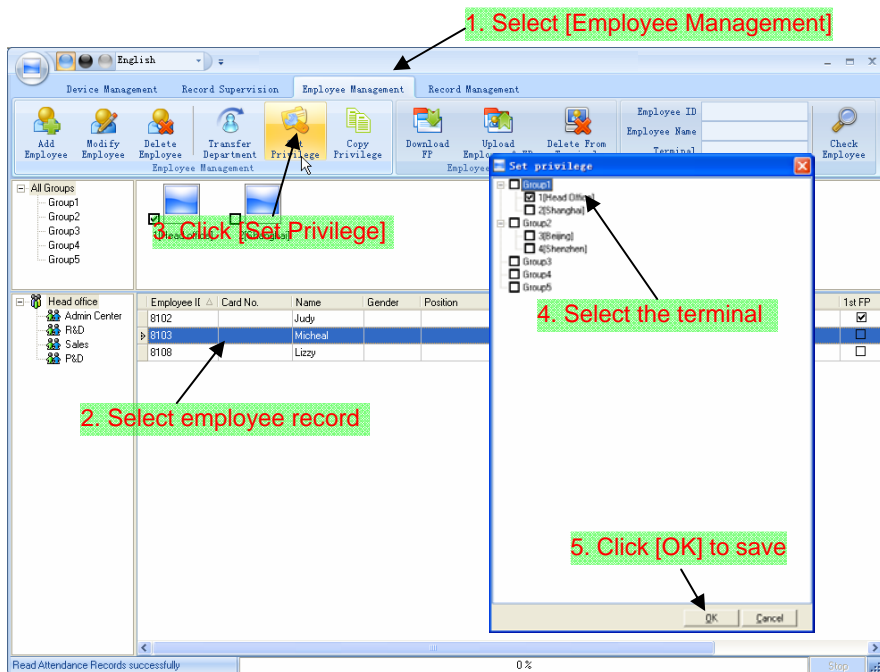 1. Select [Employee Management]
English
Device Management Record Supervision Employee Management Record Management
Add Employee
Modify Employee
Delete Employee
Transfer Department
Privilege
Copy Privilege
Download FP
Upload
Delete From
Employee ID
Employee Name
Terminal
Check Employee
Employee Management
Set privilege
All Groups
Group1
Group2
Group3
Group4
Group5
3. Click [Set Privilege]
1[Head office]
2[Shanghai]
Group1
1[Head Office]
2[Shanghai]
Group2
3[Beijing]
4[Shenzhen]
Group3
Group4
Group5
4. Select the terminal
Head office
Admin Center
R&D
Sales
P&D
Employee I Card No. Name Gender Position 1st FP
8102 Judy
8103 Micheal
8108 Lizzy
2. Select employee record
5. Click [OK] to save
OK Cancel
Read Attendance Records successfully 0 % Stop